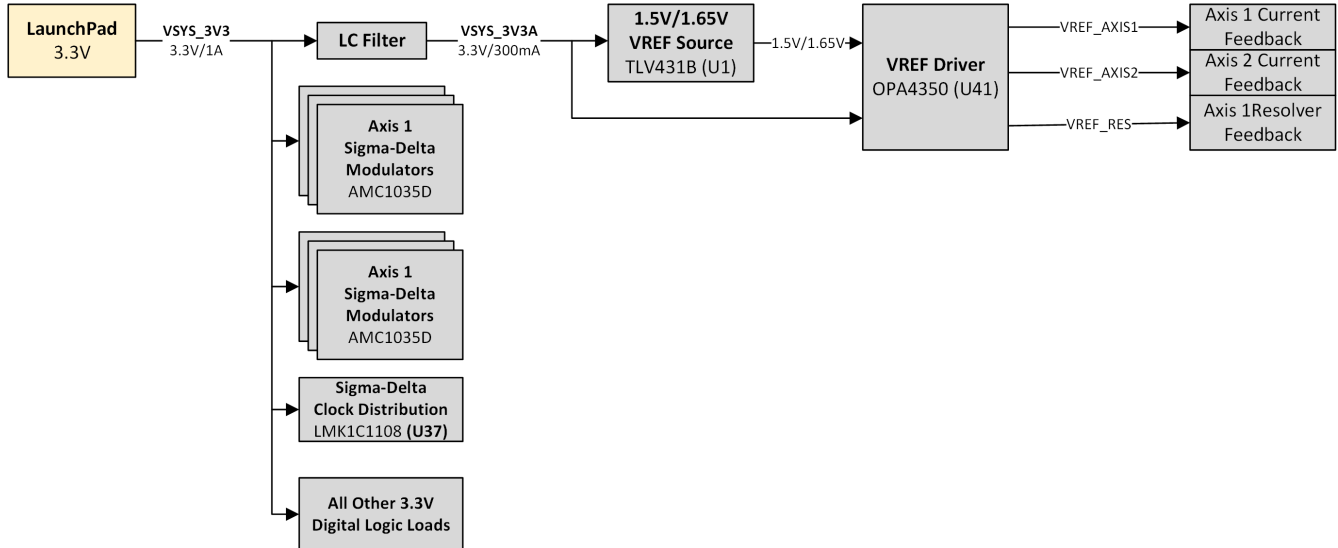 LaunchPad
3.3V
VSYS_3V3
3.3V/1A
LC Filter
VSYS_3V3A
3.3V/300mA
1.5V/1.65V
VREF Source
TLV431B (U1)
1.5V/1.65V
VREF Driver
OPA4350 (U41)
VREF_AXIS1
VREF_AXIS2
VREF_RES
Axis 1 Current
Feedback
Axis 2 Current
Feedback
Axis 1Resolver
Feedback
Axis 1
Sigma-Delta
Modulators
AMC1035D
Axis 1
Sigma-Delta
Modulators
AMC1035D
Sigma-Delta
Clock Distribution
LMK1C1108 (U37)
All Other 3.3V
Digital Logic Loads